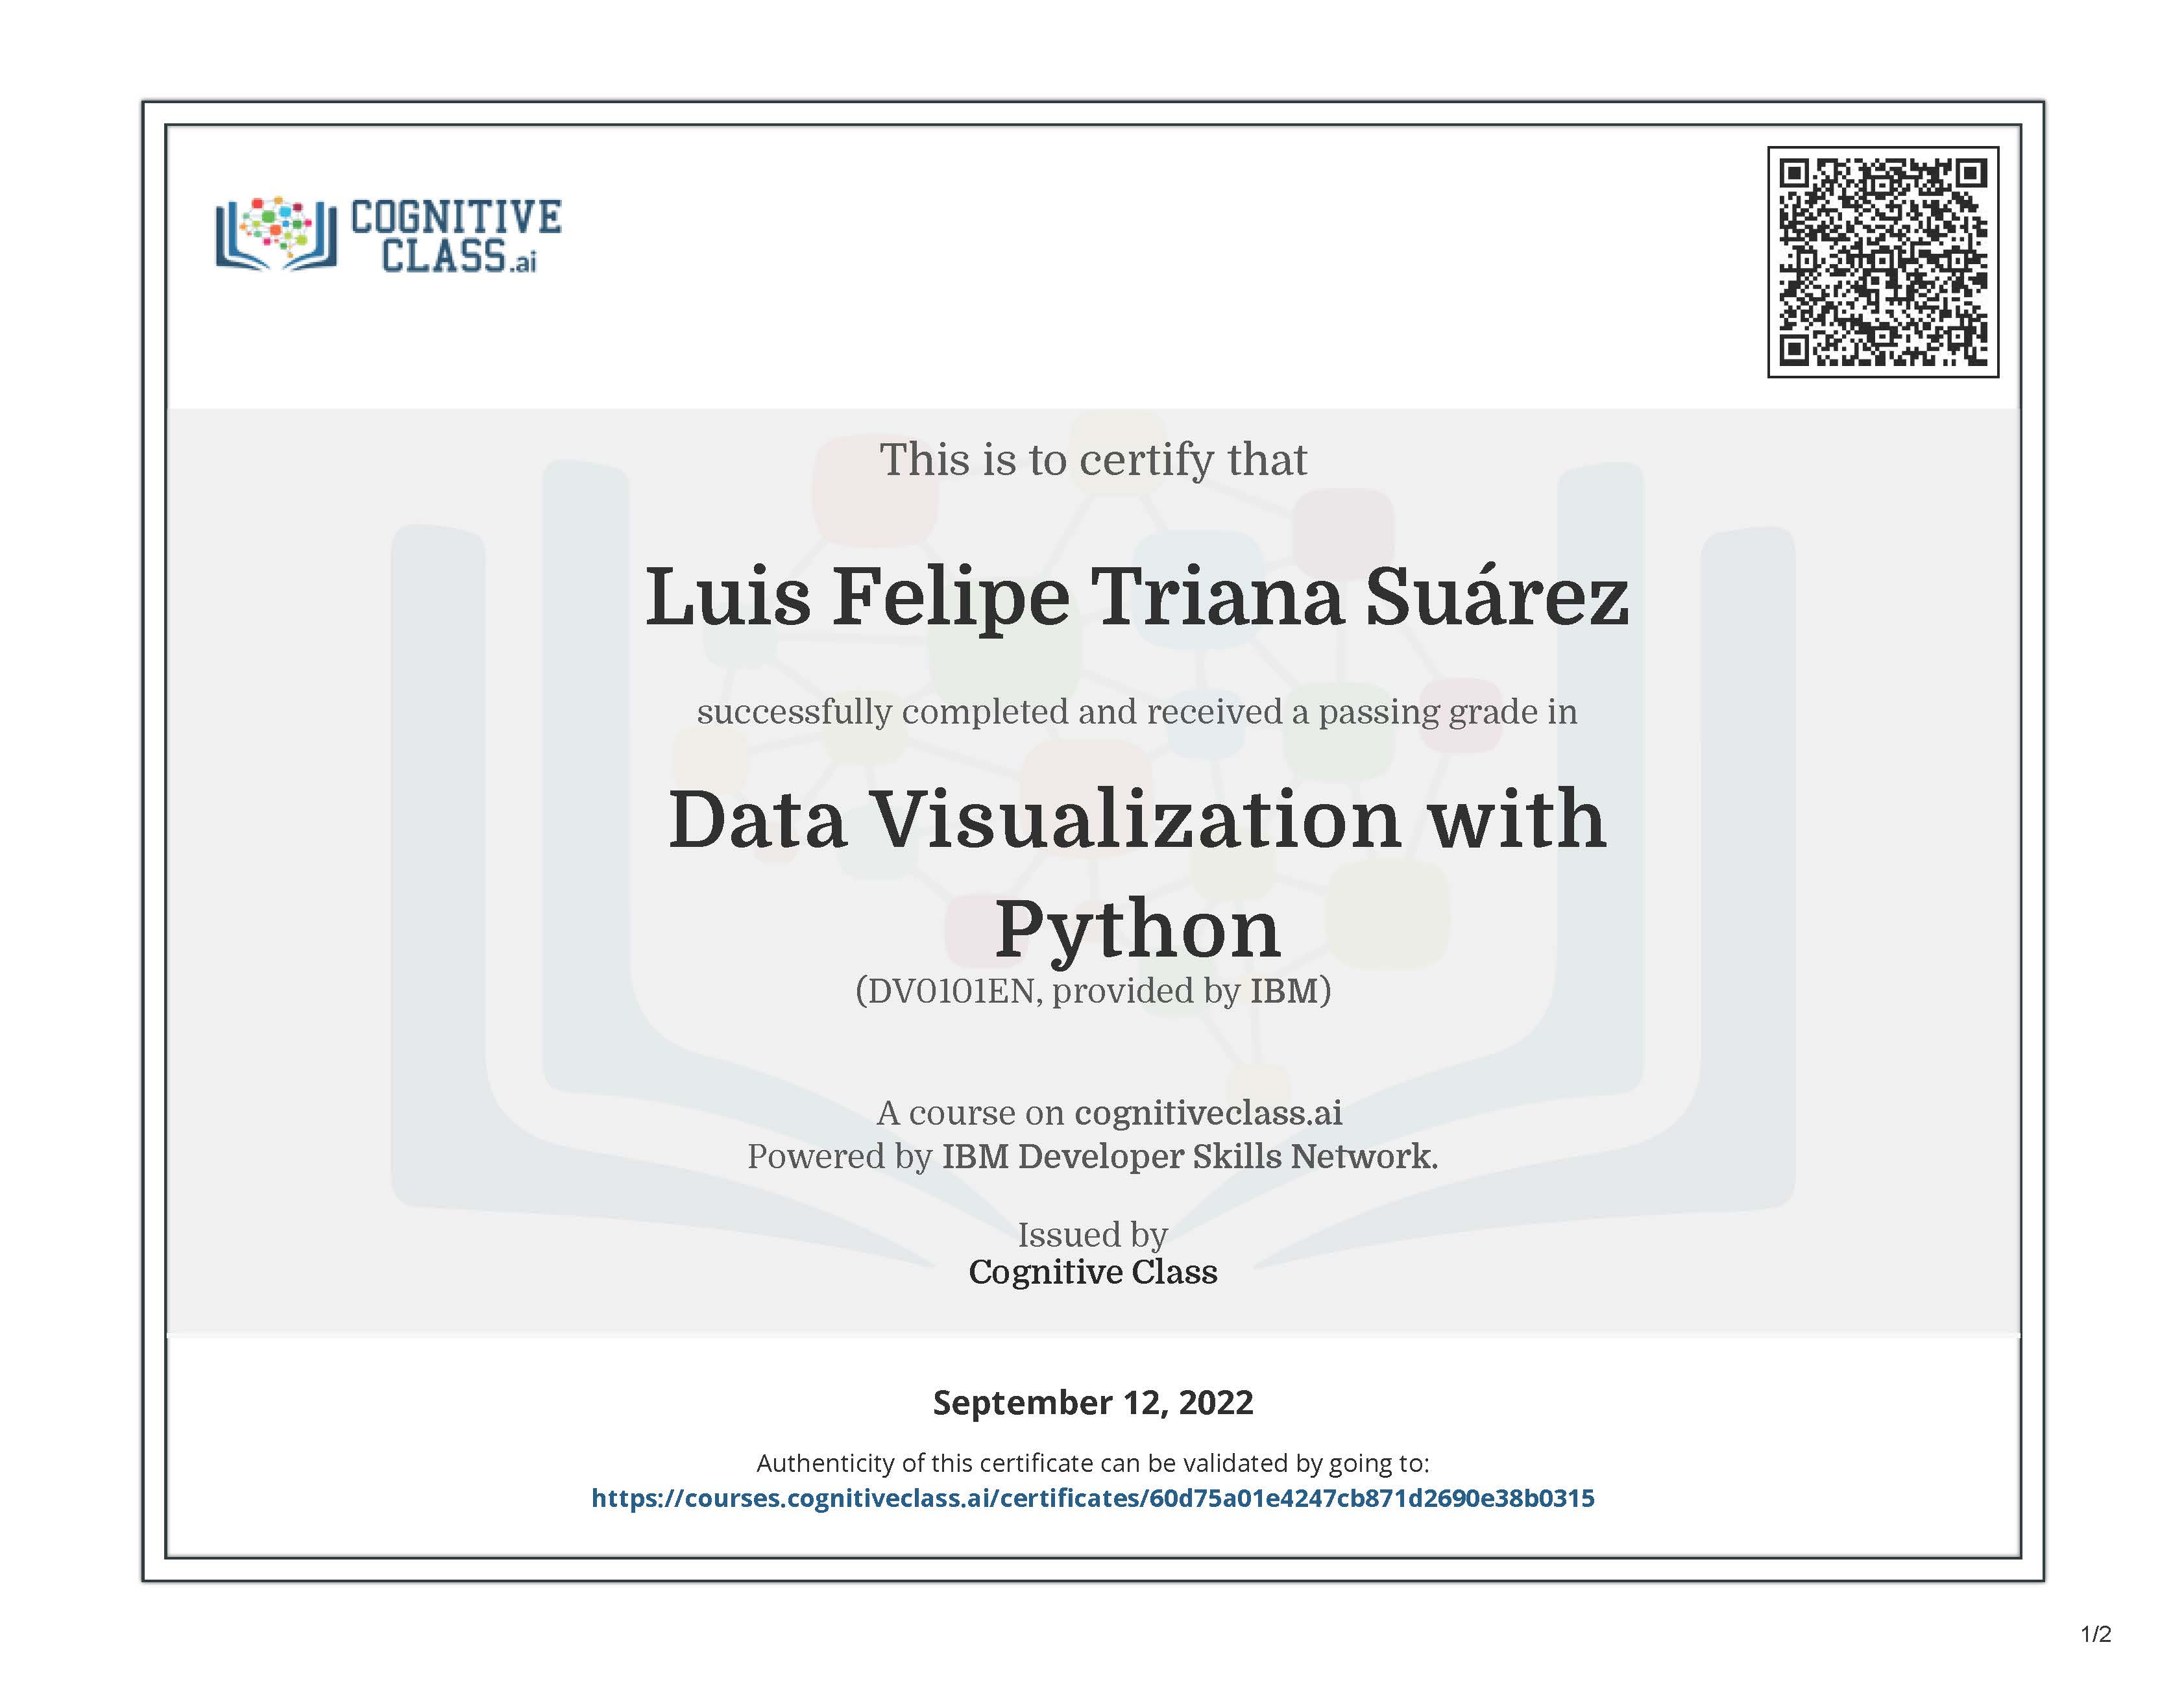 COGNITIVE
CLASS.ai
This is to certify that
Luis Felipe Triana Suárez
successfully completed and received a passing grade in
Data Visualization with
Python
(DV0101EN, provided by IBM)
A course on cognitiveclass.ai
Powered by IBM Developer Skills Network.
Issued by
Cognitive Class
September 12, 2022
Authenticity of this certificate can be validated by going to:
https://courses.cognitiveclass.ai/certificates/60d75a01e4247cb871d2690e38b0315
1/2